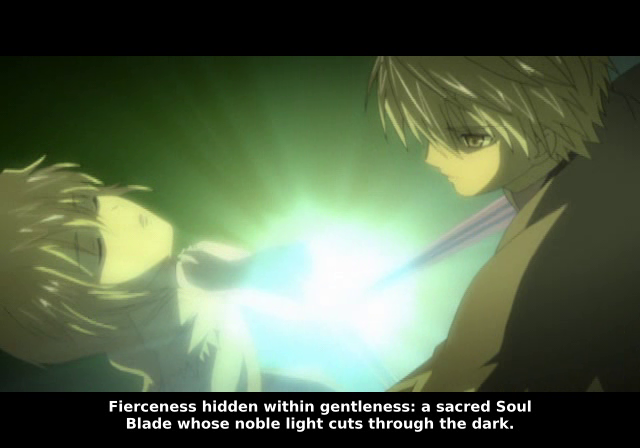 Fierceness hidden within gentleness: a sacred Soul
Blade whose noble light cuts through the dark.